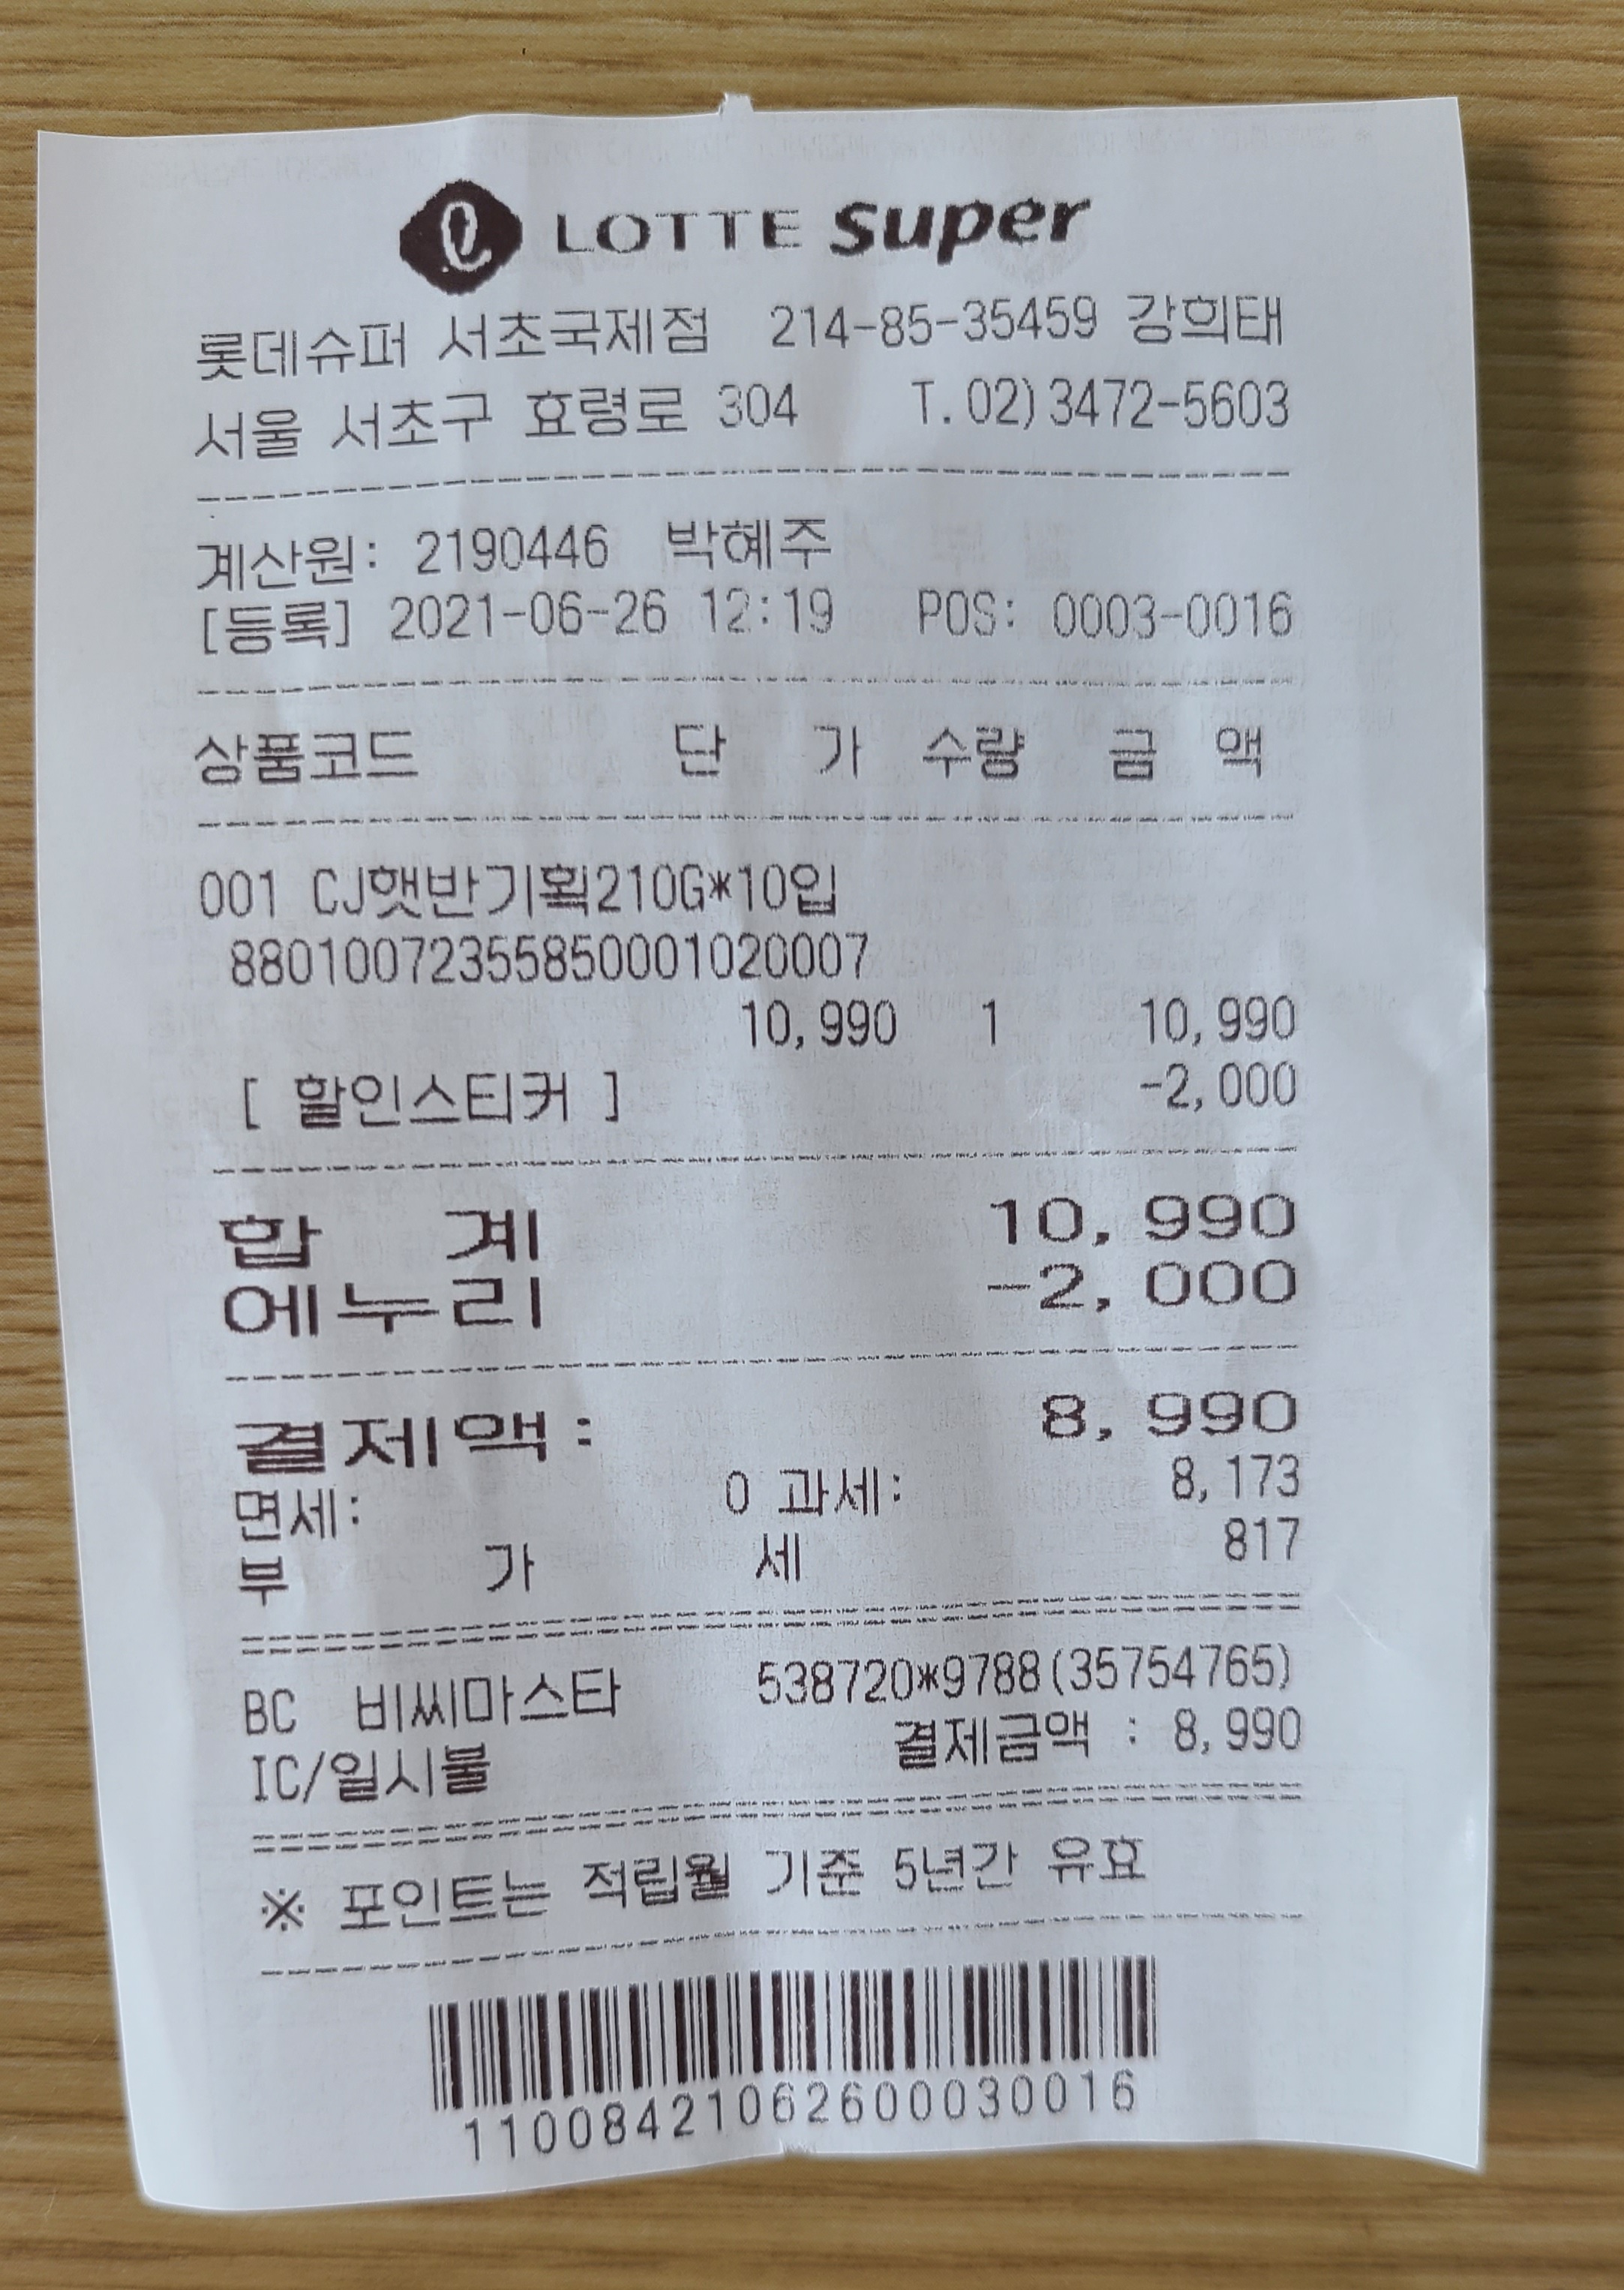 LOTTE super
롯데슈퍼 서초국제점 214-85-35459 강희태
서울 서초구 효령로 304 T.02)3472-5603
계산원: 2190446 박혜주
[등록] 2021-06-26 12:19 POS: 0003-0016
상품코드 단 가 수량 금 액
001 CJ햇반기획210G*10입
8801007235585000102​0007
10,990 1 10,990
[ 할인스티커 ] -2,000
합 계 10,990
에누리 -2,000
결제액: 8,990
면세: 0 과세: 8,173
부 가 세 817
BC 비씨마스타 538720*9788(35754765)
IC/일시불 결제금액 : 8,990
※ 포인트는 적립월 기준 5년간 유효
11008421062600030016